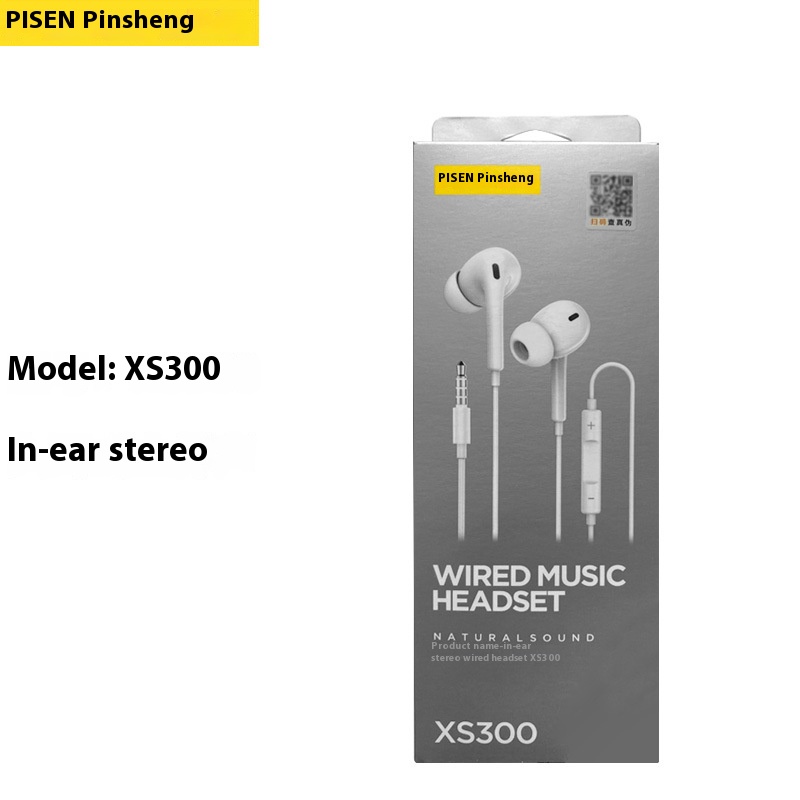 PISEN Pinsheng
Model: XS300
In-ear stereo
PISEN Pinsheng
扫码查真伪
+
−
WIRED MUSIC
HEADSET
NATURALSOUND
Product name-in-ear
stereo wired headset XS300
XS300